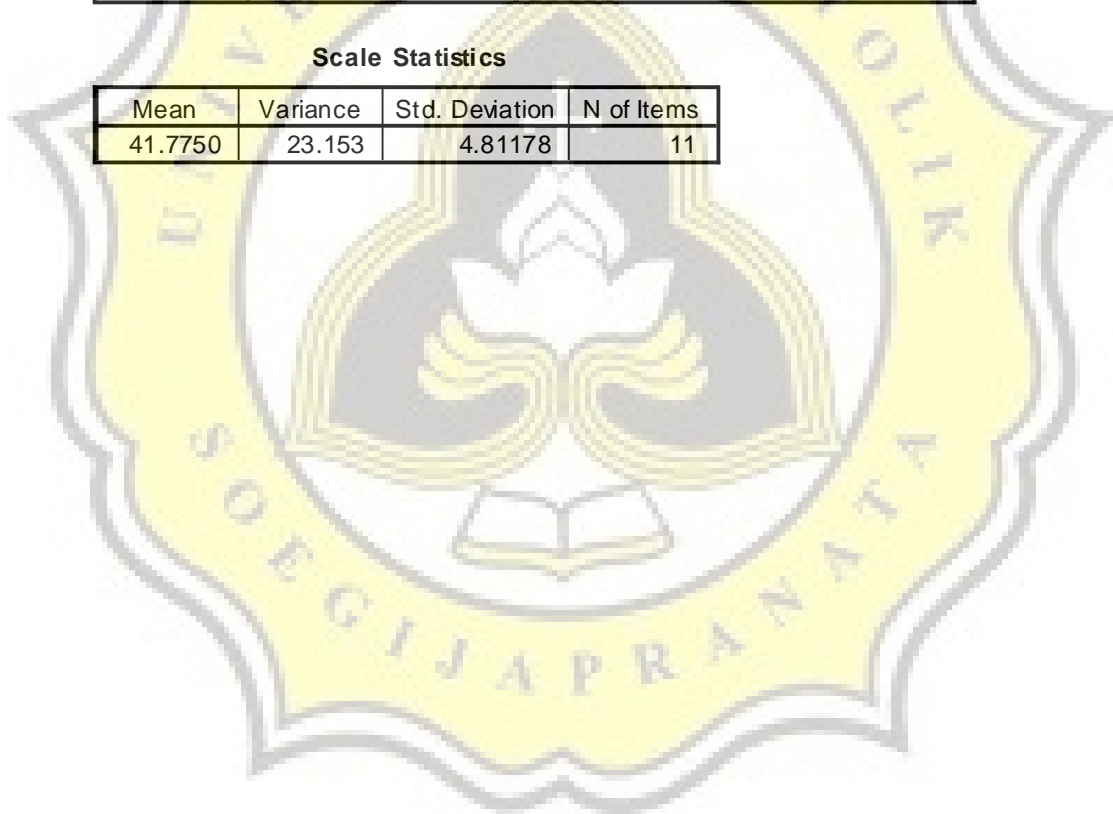 Scale Statistics
Mean Variance Std. Deviation N of Items
41.7750 23.153 4.81178 11
U N I V
O L I K
S O E G I J A P R A N A T A